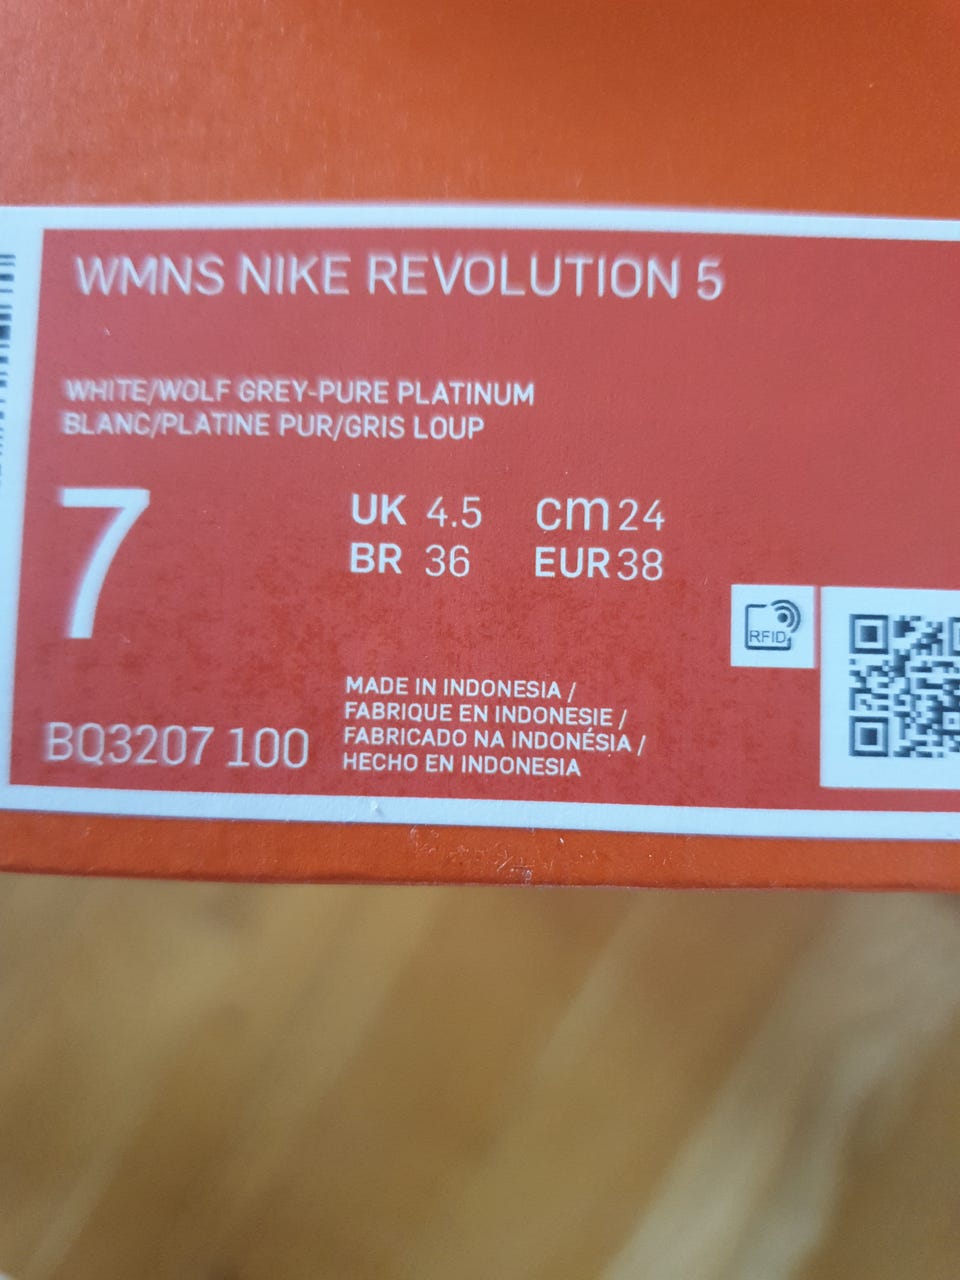 WMNS NIKE REVOLUTION 5
WHITE/WOLF GREY-PURE PLATINUM
BLANC/PLATINE PUR/GRIS LOUP
7
UK 4.5 cm 24
BR 36 EUR 38
RFID
BQ3207 100
MADE IN INDONESIA /
FABRIQUE EN INDONESIE /
FABRICADO NA INDONÉSIA /
HECHO EN INDONESIA